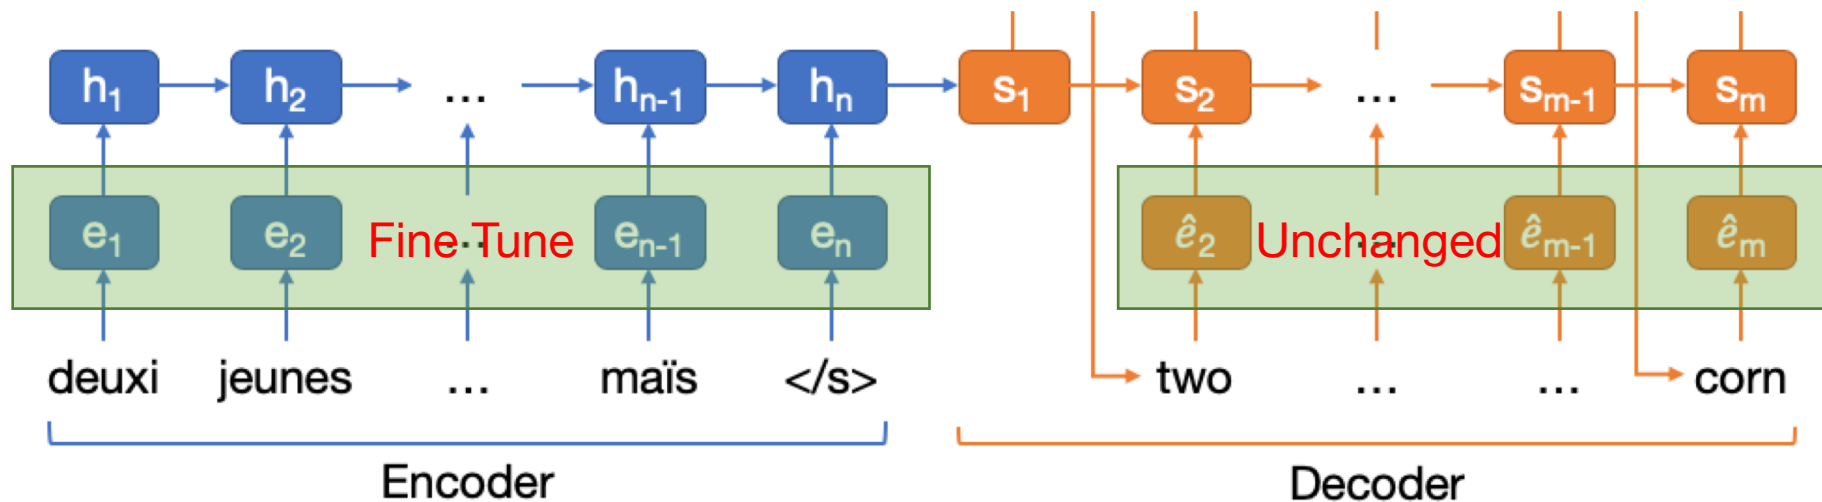 h₁ h₂ ... hₙ₋₁ hₙ s₁ s₂ ... sₘ₋₁ sₘ
e₁ e₂ ... Fine Tune eₙ₋₁ eₙ ê₂ Unchanged ... êₘ₋₁ êₘ
deuxi jeunes ... maïs </s> two ... ... corn
Encoder Decoder